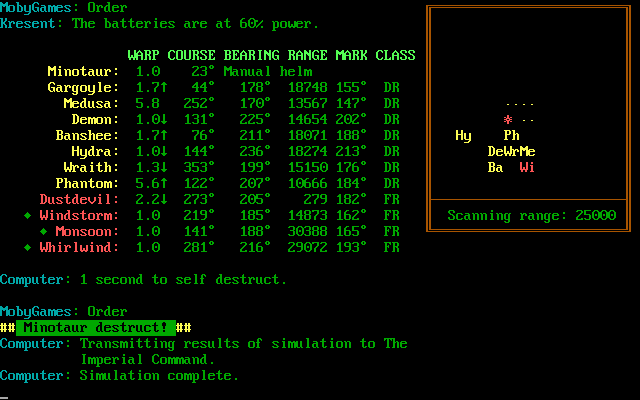 MobyGames: Order
Kresent: The batteries are at 60% power.
WARP COURSE BEARING RANGE MARK CLASS
Minotaur: 1.0 23° Manual helm
Gargoyle: 1.7↑ 44° 178° 18748 155° DR
Medusa: 5.8 252° 170° 13567 147° DR
Demon: 1.0↓ 131° 225° 14654 202° DR
Banshee: 1.7↑ 76° 211° 18071 188° DR
Hydra: 1.0↓ 144° 236° 18274 213° DR
Wraith: 1.3↓ 353° 199° 15150 176° DR
Phantom: 5.6↑ 122° 207° 10666 184° DR
Dustdevil: 2.2↓ 273° 205° 279 182° FR
♦ Windstorm: 1.0 219° 185° 14873 162° FR
♦ Monsoon: 1.0 141° 188° 30388 165° FR
♦ Whirlwind: 1.0 281° 216° 29072 193° FR
....
* ..
Hy Ph
DeWrMe
Ba Wi
Scanning range: 25000
Computer: 1 second to self destruct.
MobyGames: Order
## Minotaur destruct! ##
Computer: Transmitting results of simulation to The
Imperial Command.
Computer: Simulation complete.